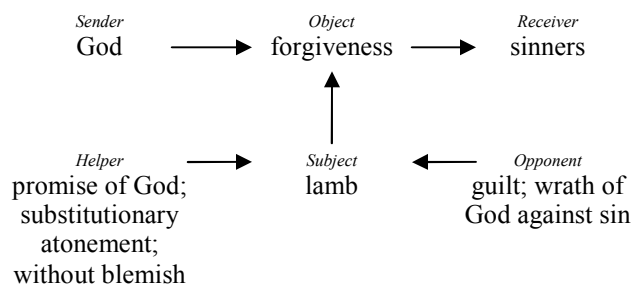 Sender Object Receiver
God forgiveness sinners
Helper Subject Opponent
promise of God; lamb guilt; wrath of
substitutionary God against sin
atonement;
without blemish